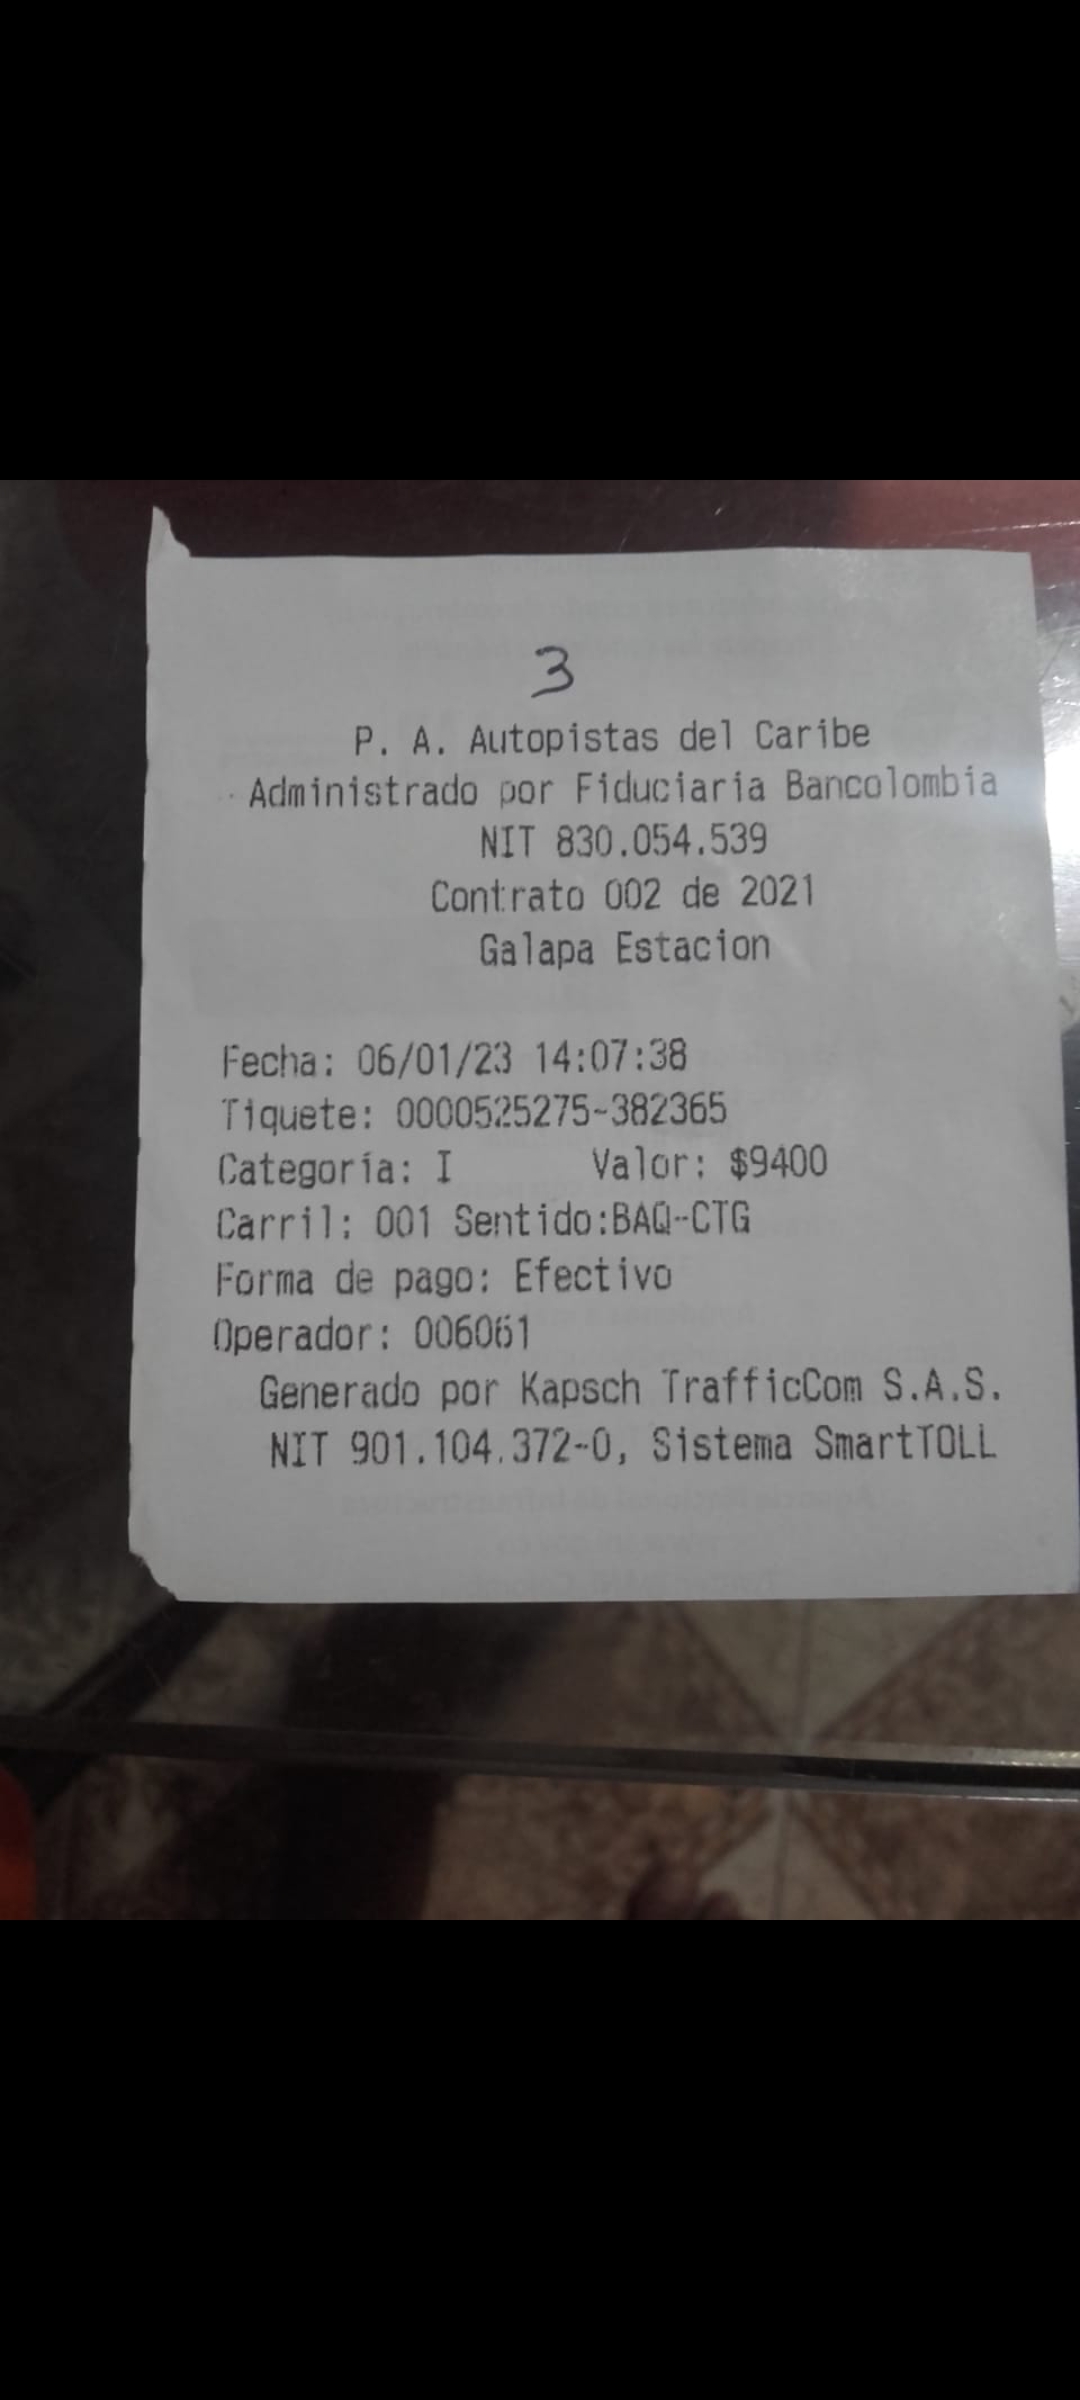 3
P. A. Autopistas del Caribe
Administrado por Fiduciaria Bancolombia
NIT 830.054.539
Contrato 002 de 2021
Galapa Estacion
Fecha: 06/01/23 14:07:38
Tiquete: 0000525275-382365
Categoría: I Valor: $9400
Carril: 001 Sentido:BAQ-CTG
Forma de pago: Efectivo
Operador: 006061
Generado por Kapsch TrafficCom S.A.S.
NIT 901.104.372-0, Sistema SmartTOLL